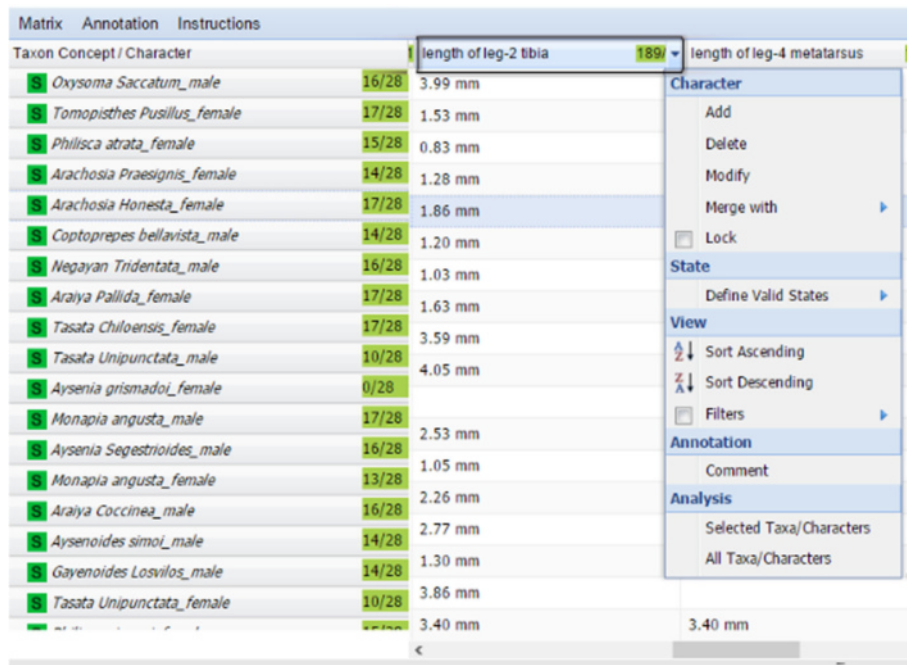 Matrix Annotation Instructions
Taxon Concept / Character length of leg-2 tibia 189/ length of leg-4 metatarsus
S Oxysoma Saccatum_male 16/28 3.99 mm Character
S Tomopisthes Pusillus_female 17/28 1.53 mm Add
S Philisca atrata_female 15/28 0.83 mm Delete
S Arachosia Praesignis_female 14/28 1.28 mm Modify
S Arachosia Honesta_female 17/28 1.86 mm Merge with
S Coptoprepes bellavista_male 14/28 1.20 mm Lock
S Negayan Tridentata_male 16/28 1.03 mm State
S Araiya Pallida_female 17/28 1.63 mm Define Valid States
S Tasata Chiloensis_female 17/28 3.59 mm View
S Tasata Unipunctata_male 10/28 4.05 mm Sort Ascending
S Aysenia grismadoi_female 0/28 Sort Descending
S Monapia angusta_male 17/28 2.53 mm Filters
S Aysenia Segestrioides_male 16/28 1.05 mm Annotation
S Monapia angusta_female 13/28 2.26 mm Comment
S Araiya Coccinea_male 16/28 2.77 mm Analysis
S Aysenoides simoi_male 14/28 1.30 mm Selected Taxa/Characters
S Gayenoides Losvilos_male 14/28 3.86 mm All Taxa/Characters
S Tasata Unipunctata_female 10/28 3.40 mm 3.40 mm